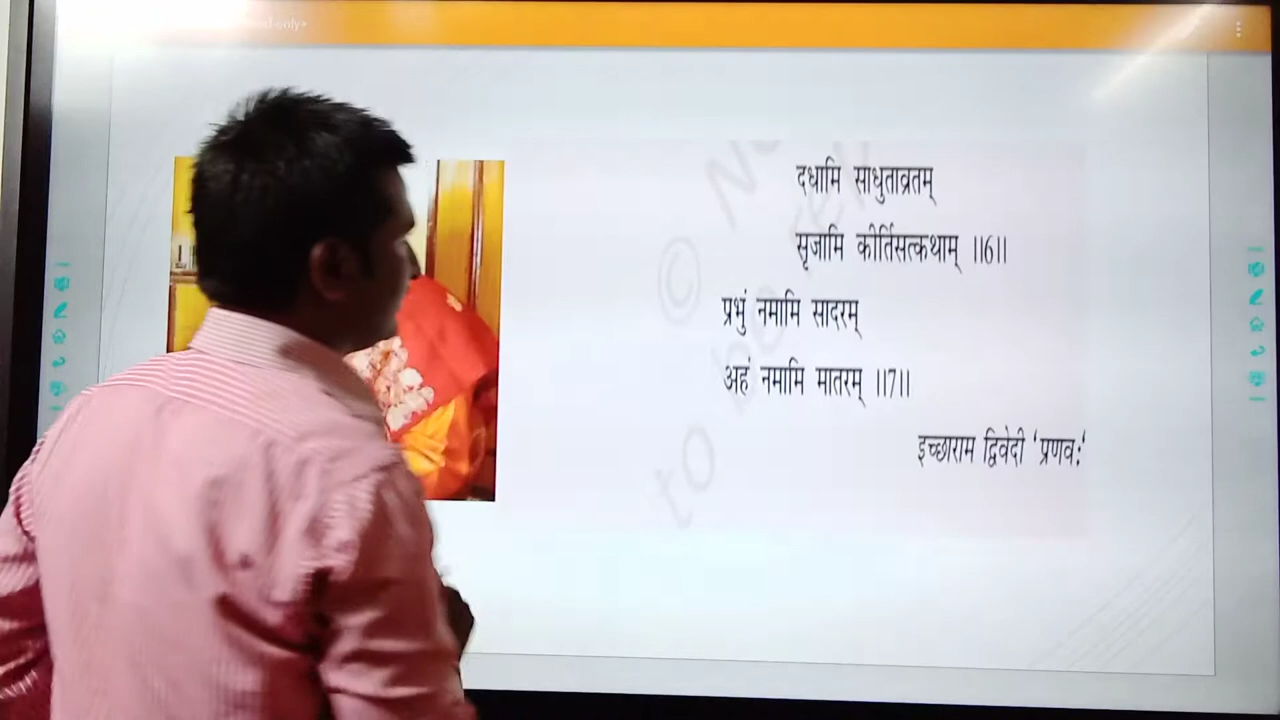 दधामि साधुताव्रतम्
सृजामि कीर्तिसत्कथाम् ।।6।।
प्रभुं नमामि सादरम्
अहं नमामि मातरम् ।।7।।
इच्छाराम द्विवेदी ‘प्रणवः‘